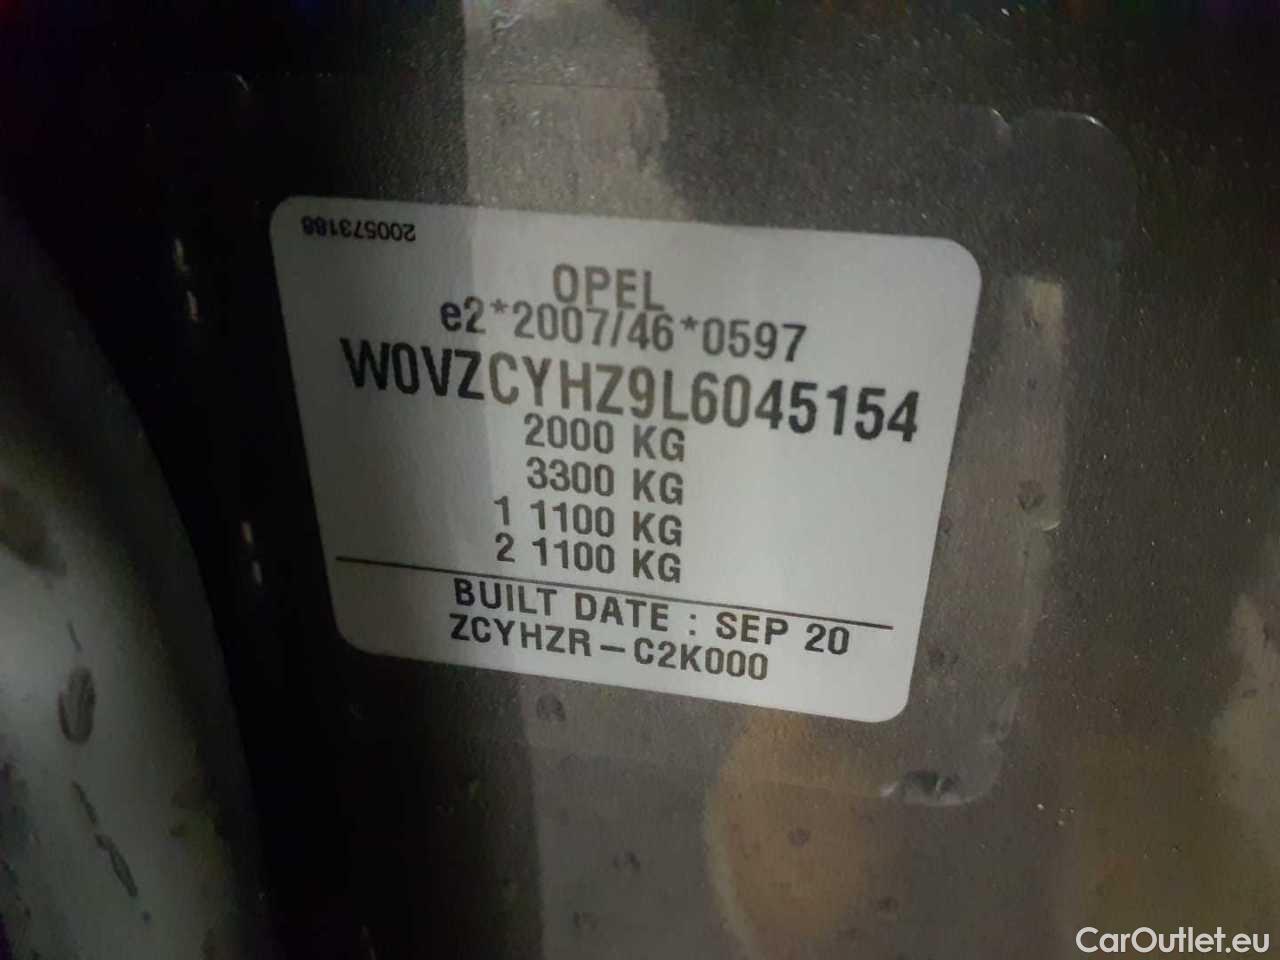 200573188
OPEL
e2*2007/46*0597
W0VZCYHZ9L6045154
2000 KG
3300 KG
1 1100 KG
2 1100 KG
BUILT DATE : SEP 20
ZCYHZR-C2K000
CarOutlet.eu